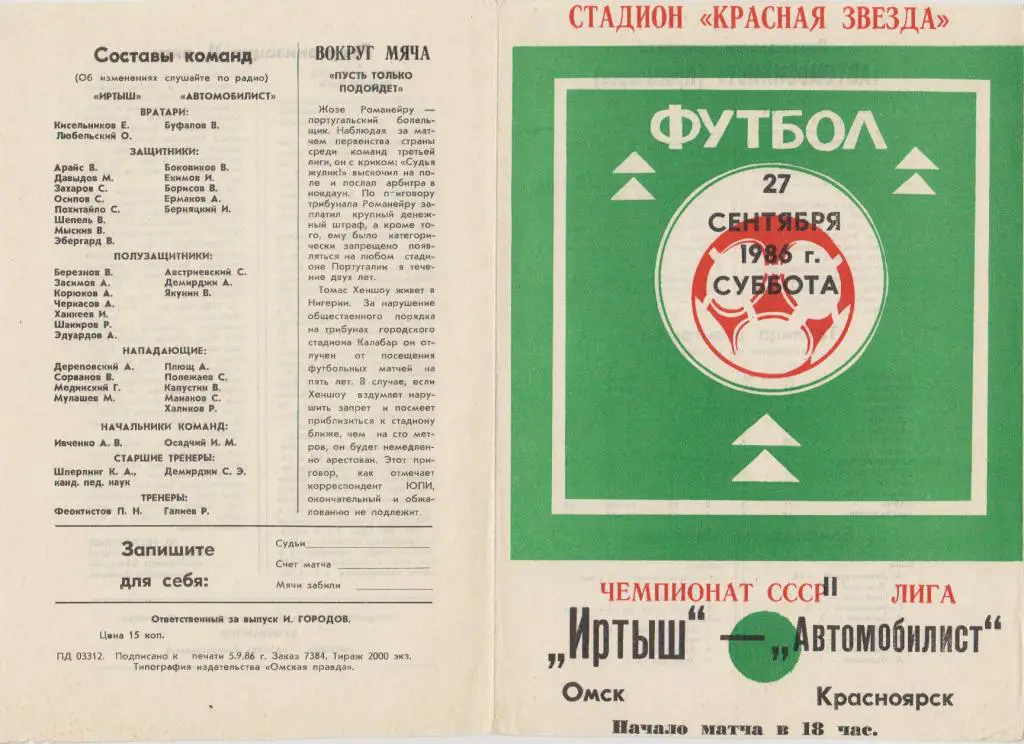 Составы команд
(Об изменениях слушайте по радио)
«ИРТЫШ» «АВТОМОБИЛИСТ»
ВРАТАРИ:
Кисельников Е. Буфалов В.
Любельский О.
ЗАЩИТНИКИ:
Арайс В. Боковиков В.
Давыдов М. Екимов И.
Захаров С. Борисов В.
Осипов С. Ермаков А.
Похитайло С. Берняцкий И.
Шепель В.
Мыскив В.
Эбергард В.
ПОЛУЗАЩИТНИКИ:
Березнов В. Австриевский С.
Засимов А. Демирджи А.
Корюков А. Якунин В.
Черкасов А.
Ханкеев И.
Шакиров Р.
Эдуардов А.
НАПАДАЮЩИЕ:
Дереповский А. Плющ А.
Сорванов В. Полежаев С.
Мединский Г. Капустин В.
Мулашев М. Манаков С.
Халиков Р.
НАЧАЛЬНИКИ КОМАНД:
Ивченко А. В. Осадчий И. М.
СТАРШИЕ ТРЕНЕРЫ:
Шперлинг К. А., Демирджи С. Э.
канд. пед. наук
ТРЕНЕРЫ:
Феоктистов П. Н. Галиев Р.
ВОКРУГ МЯЧА
«ПУСТЬ ТОЛЬКО
ПОДОЙДЕТ»
Жозе Романейру —
португальский болель-
щик. Наблюдая за мат-
чем первенства страны
среди команд третьей
лиги, он с криком: «Судья
жулик!» выскочил на по-
ле и послал арбитра в
нокдаун. По приговору
трибунала Романейру за-
платил крупный денеж-
ный штраф, а кроме то-
го, ему было категори-
чески запрещено появ-
ляться на любом стади-
оне Португалии в тече-
ние двух лет.
Томас Хеншоу живет в
Нигерии. За нарушение
общественного порядка
на трибунах городского
стадиона Калабар он от-
лучен от посещения
футбольных матчей на
пять лет. В случае, если
Хеншоу вздумает нару-
шить запрет и посмеет
приблизиться к стадиону
ближе, чем на сто мет-
ров, он будет немедлен-
но арестован. Этот при-
говор, как отмечает
корреспондент ЮПИ,
окончательный и обжа-
лованию не подлежит.
Запишите
для себя:
Судьи
Счет матча
Мячи забили
Ответственный за выпуск И. ГОРОДОВ.
Цена 15 коп.
ПД 03312. Подписано к печати 5.9.86 г. Заказ 7384. Тираж 2000 экз.
Типография издательства «Омская правда».
СТАДИОН «КРАСНАЯ ЗВЕЗДА»
ФУТБОЛ
27
СЕНТЯБРЯ
1986 г.
СУББОТА
ЧЕМПИОНАТ СССР II ЛИГА
„Иртыш“ — „Автомобилист“
Омск Красноярск
Начало матча в 18 час.